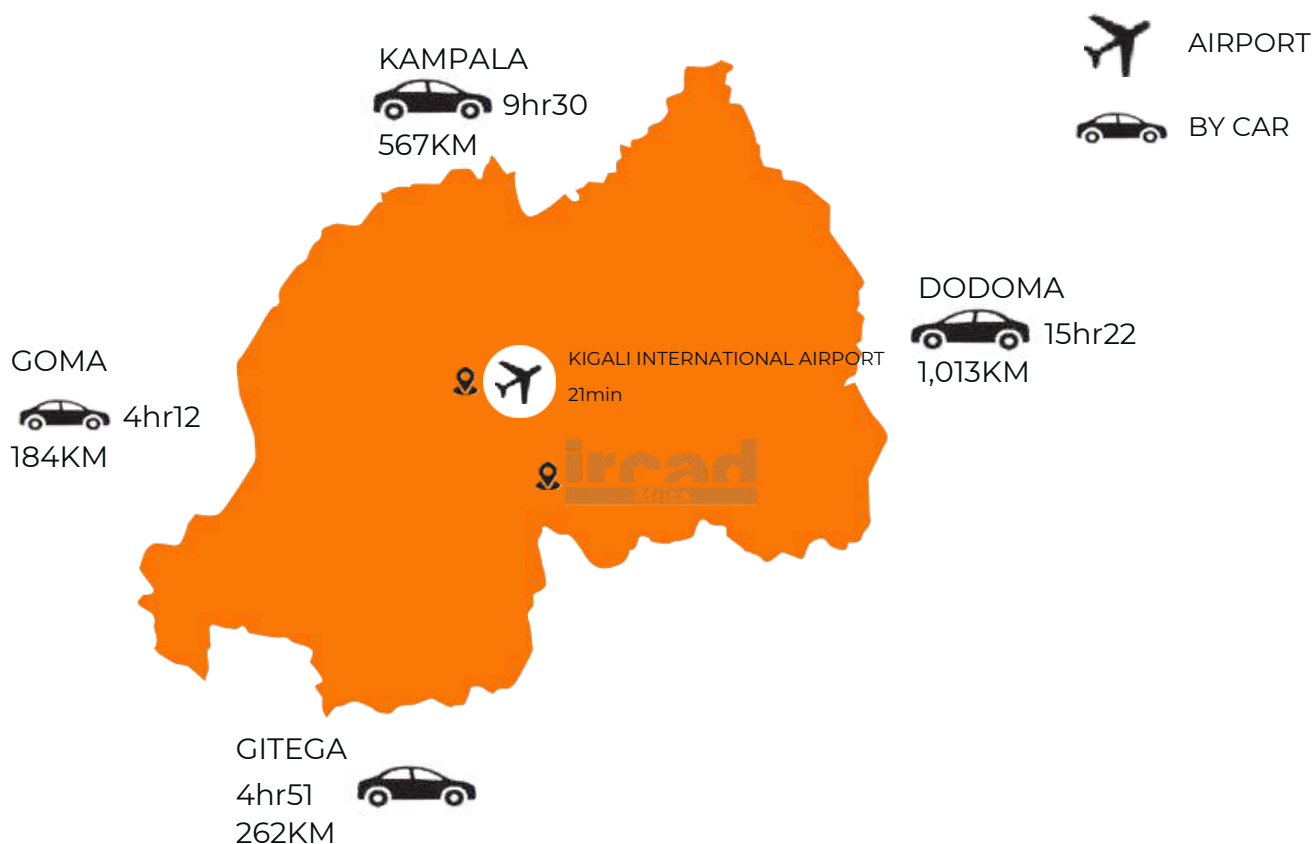 AIRPORT
BY CAR
KAMPALA
9hr30
567KM
DODOMA
15hr22
1,013KM
GOMA
4hr12
184KM
KIGALI INTERNATIONAL AIRPORT
21min
ircad
Africa
GITEGA
4hr51
262KM